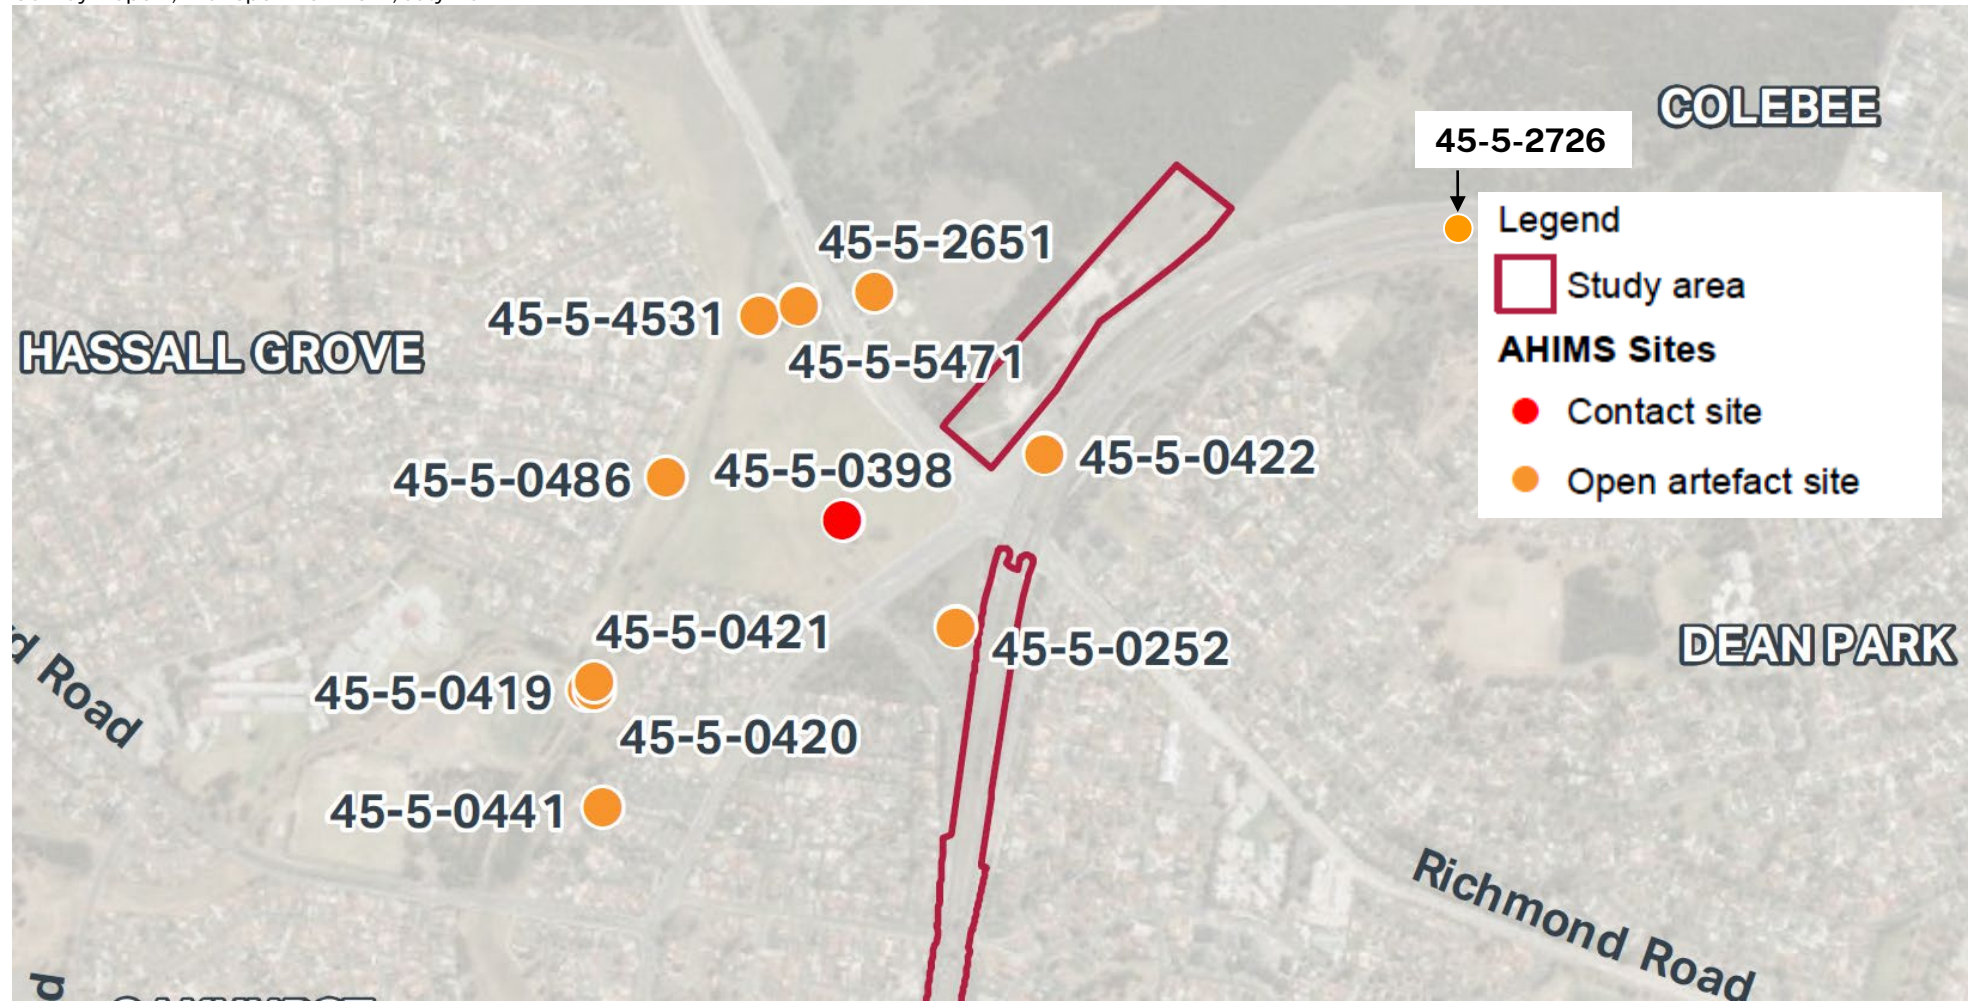 COLEBEE
45-5-2726
Legend
Study area
AHIMS Sites
Contact site
Open artefact site
45-5-2651
45-5-4531
45-5-5471
HASSALL GROVE
45-5-0486
45-5-0398
45-5-0422
45-5-0421
45-5-0252
DEAN PARK
rd Road
45-5-0419
45-5-0420
45-5-0441
Richmond Road
d